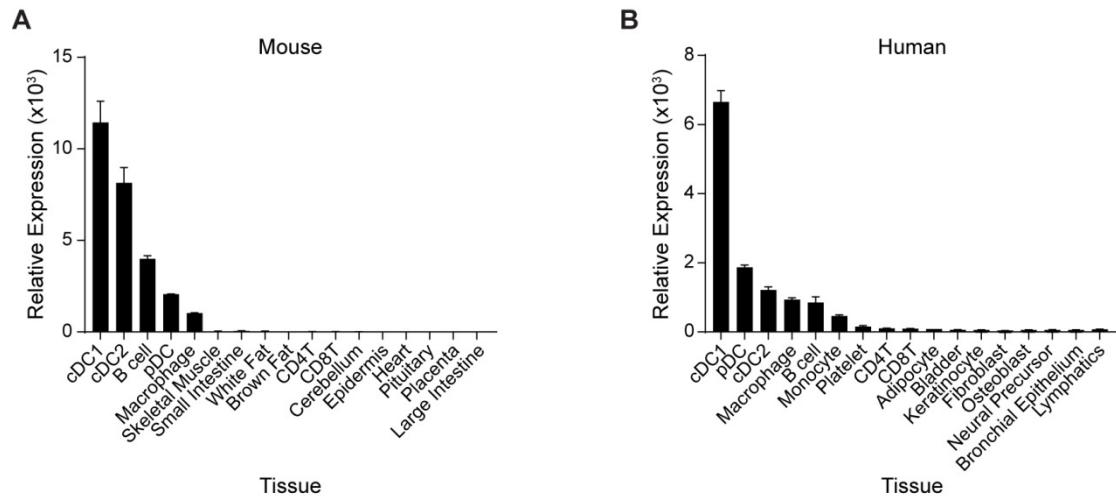 A
Mouse
Relative Expression (x10³)
15
10
5
0
cDC1
cDC2
B cell
pDC
Macrophage
Skeletal Muscle
Small Intestine
White Fat
Brown Fat
CD4T
CD8T
Cerebellum
Epidermis
Heart
Pituitary
Placenta
Large Intestine
Tissue
B
Human
Relative Expression (x10³)
8
6
4
2
0
cDC1
pDC
cDC2
Macrophage
B cell
Monocyte
Platelet
CD4T
CD8T
Adipocyte
Bladder
Keratinocyte
Fibroblast
Osteoblast
Neural Precursor
Bronchial Epithelium
Lymphatics
Tissue